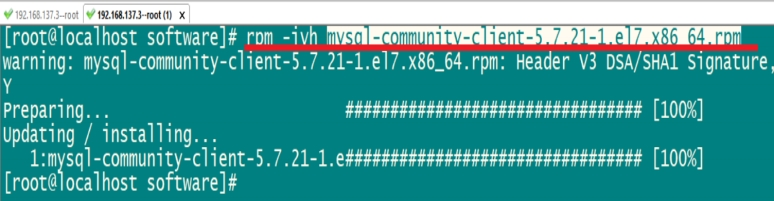 192.168.137.3--root 192.168.137.3--root (1) X
[root@localhost software]# rpm -ivh mysql-community-client-5.7.21-1.el7.x86_64.rpm
warning: mysql-community-client-5.7.21-1.el7.x86_64.rpm: Header V3 DSA/SHA1 Signature,
Y
Preparing... ################################# [100%]
Updating / installing...
1:mysql-community-client-5.7.21-1.e################################# [100%]
[root@localhost software]#